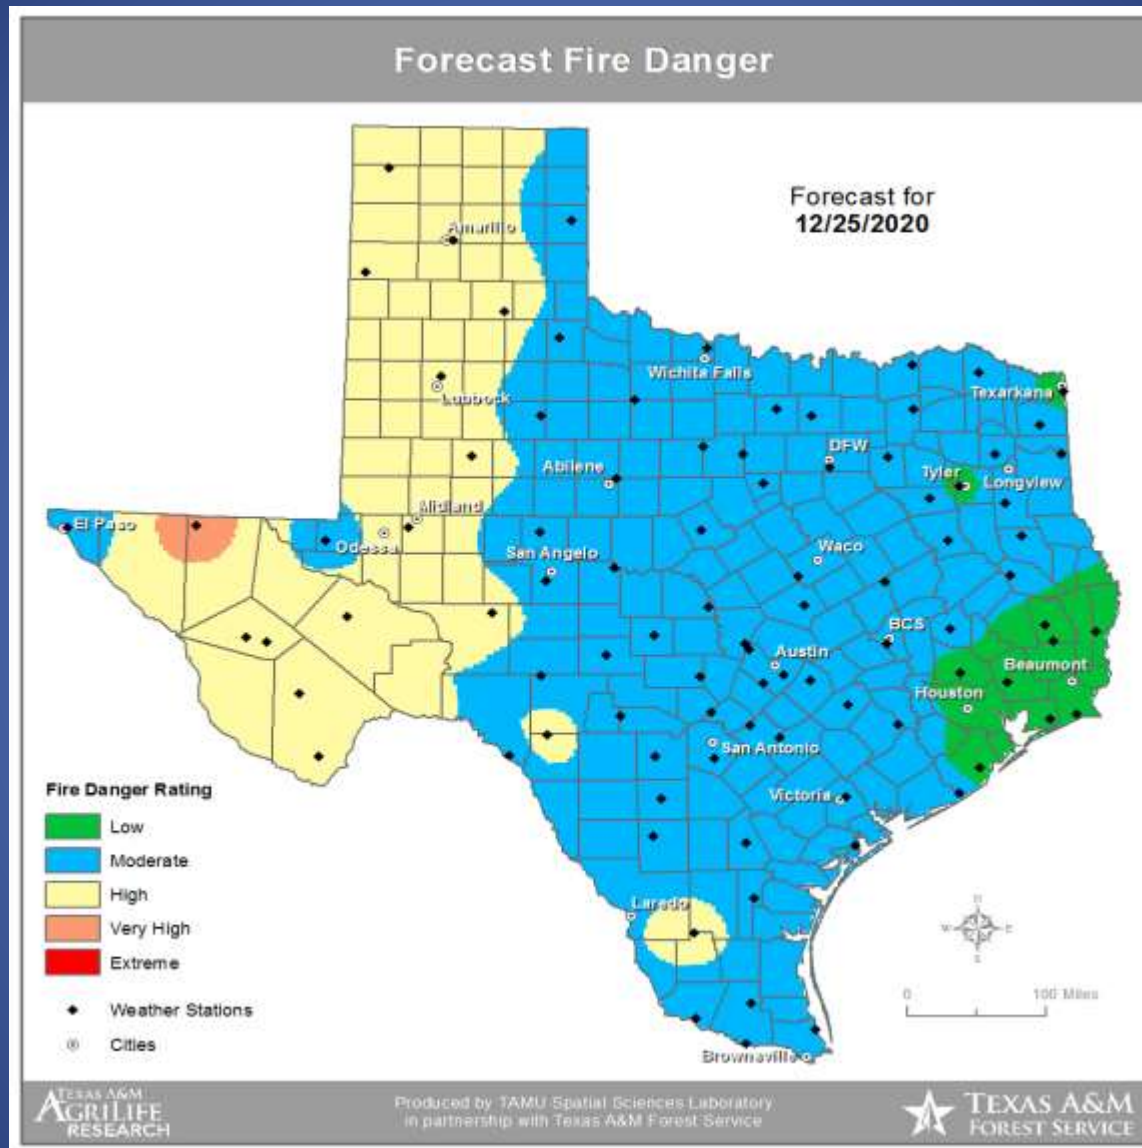 Forecast Fire Danger
Forecast for
12/25/2020
Amarillo
Lubbock
Wichita Falls
Texarkana
DFW
Abilene
Tyler
Longview
Midland
El Paso
Odessa
San Angelo
Waco
BCS
Austin
Beaumont
Houston
San Antonio
Victoria
Laredo
Brownsville
Fire Danger Rating
Low
Moderate
High
Very High
Extreme
Weather Stations
Cities
N
W E
S
0 100 Miles
TEXAS A&M
AGRILIFE
RESEARCH
Produced by TAMU Spatial Sciences Laboratory
in partnership with Texas A&M Forest Service
TEXAS A&M
FOREST SERVICE